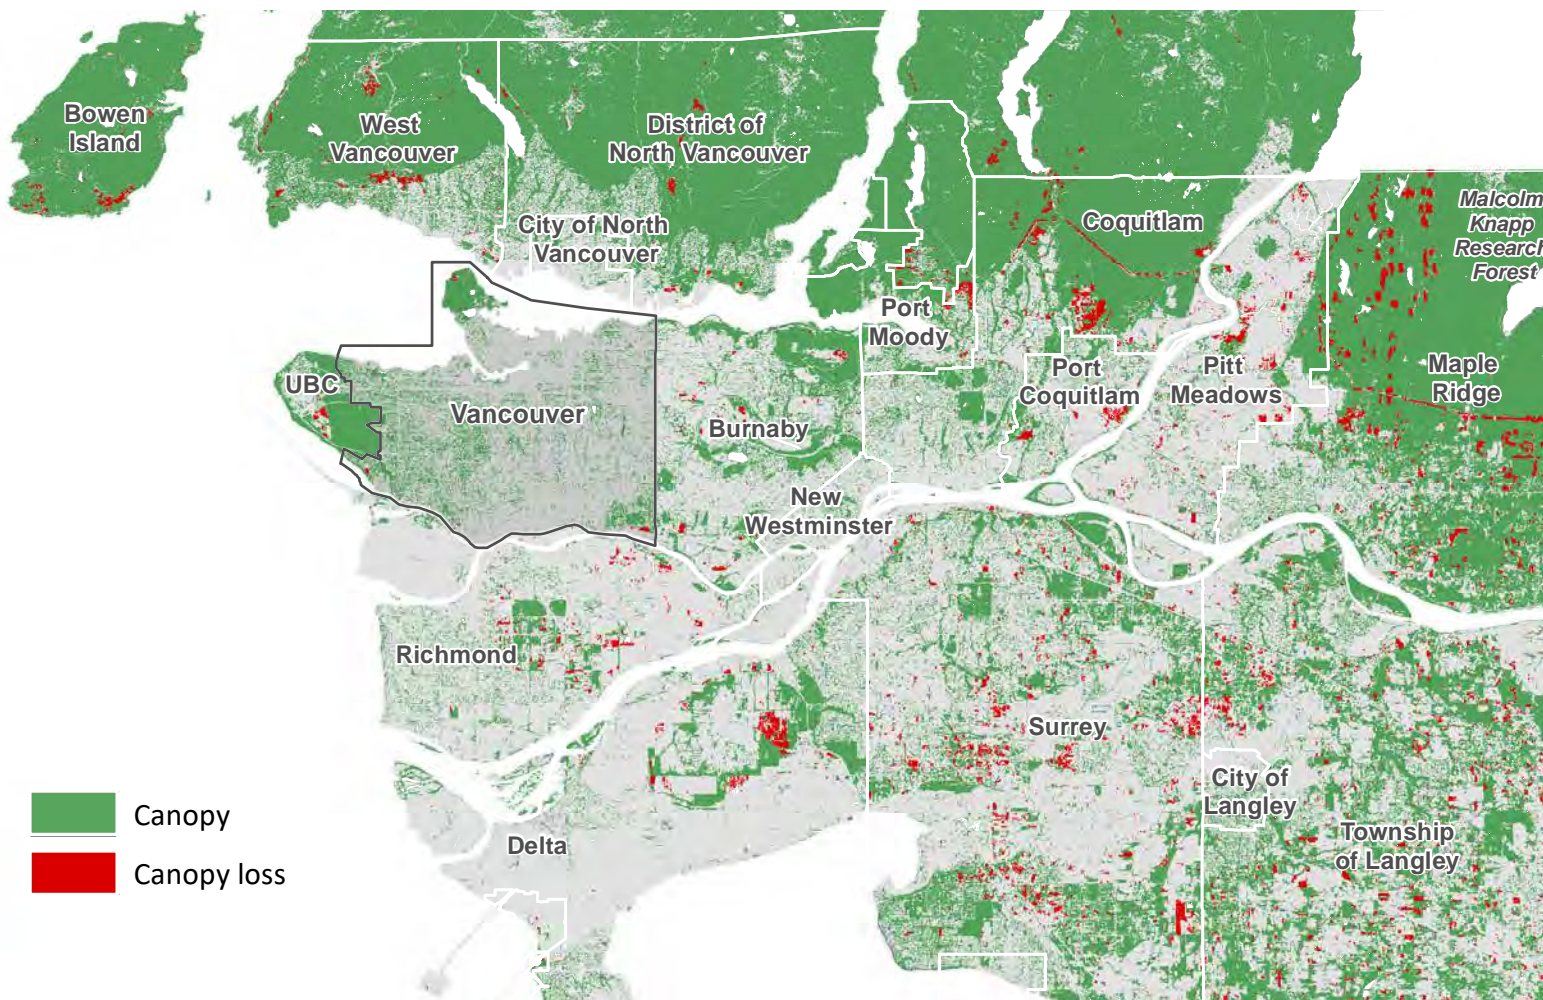 Bowen
Island
West
Vancouver
District of
North Vancouver
City of North
Vancouver
Coquitlam
Malcolm
Knapp
Research
Forest
Port
Moody
UBC
Vancouver
Burnaby
Port
Coquitlam
Pitt
Meadows
Maple
Ridge
New
Westminster
Richmond
Surrey
City of
Langley
Township
of Langley
Delta
Canopy
Canopy loss